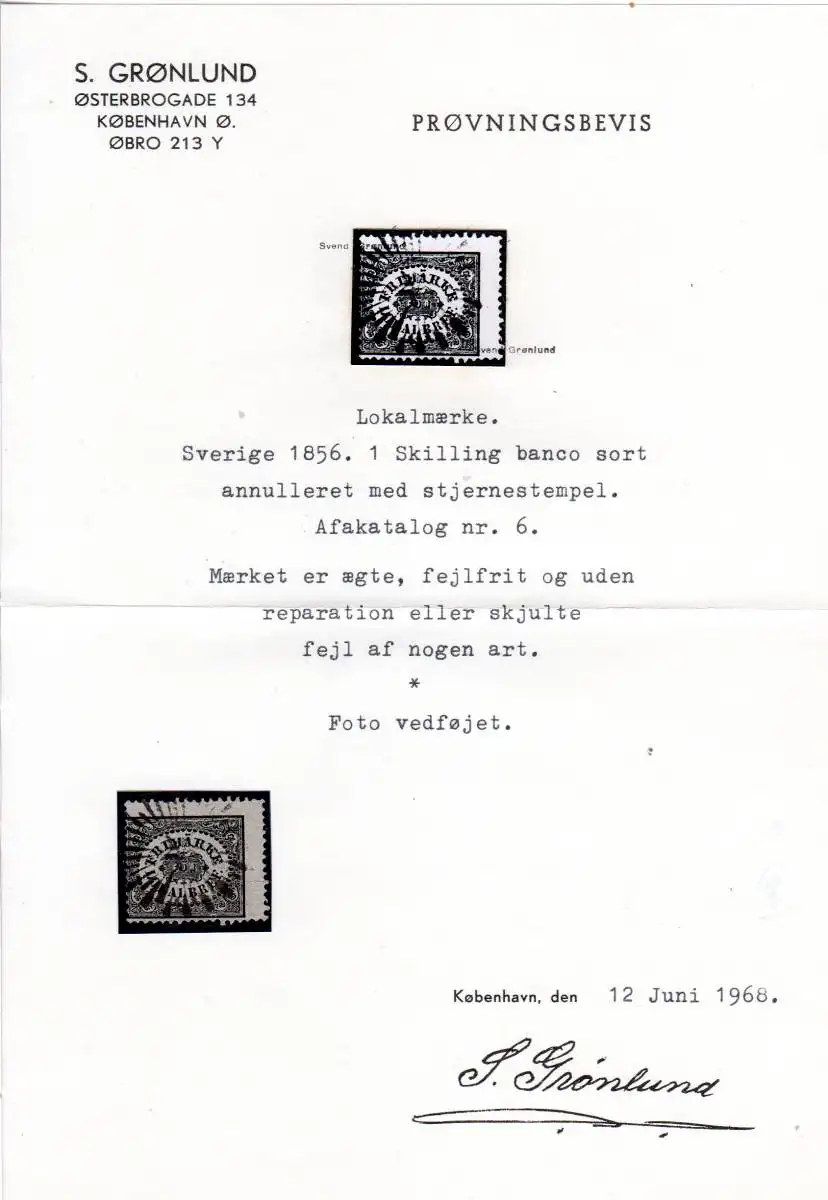 S. GRØNLUND
ØSTERBROGADE 134
KØBENHAVN Ø.
ØBRO 213 Y
PRØVNINGSBEVIS
Svend Grønlund
FRIMÄRKE
Svend Grønlund
Lokalmærke.
Sverige 1856. 1 Skilling banco sort
annulleret med stjernestempel.
Afakatalog nr. 6.
Mærket er ægte, fejlfrit og uden
reparation eller skjulte
fejl af nogen art.
*
Foto vedføjet.
FRIMÄRKE
København, den 12 Juni 1968.
S. Grönlund